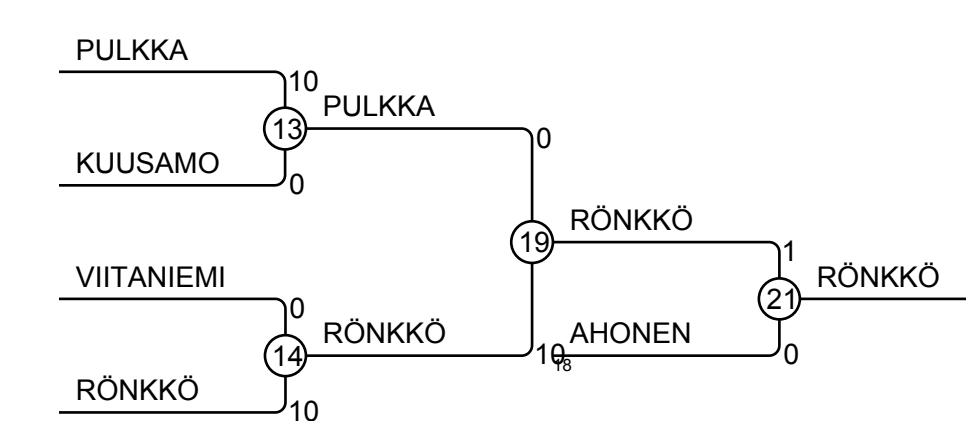 PULKKA
10
PULKKA
13
0
KUUSAMO
0
RÖNKKÖ
19
1
VIITANIEMI
RÖNKKÖ
21
0
RÖNKKÖ
AHONEN
14
10
18
0
RÖNKKÖ
10